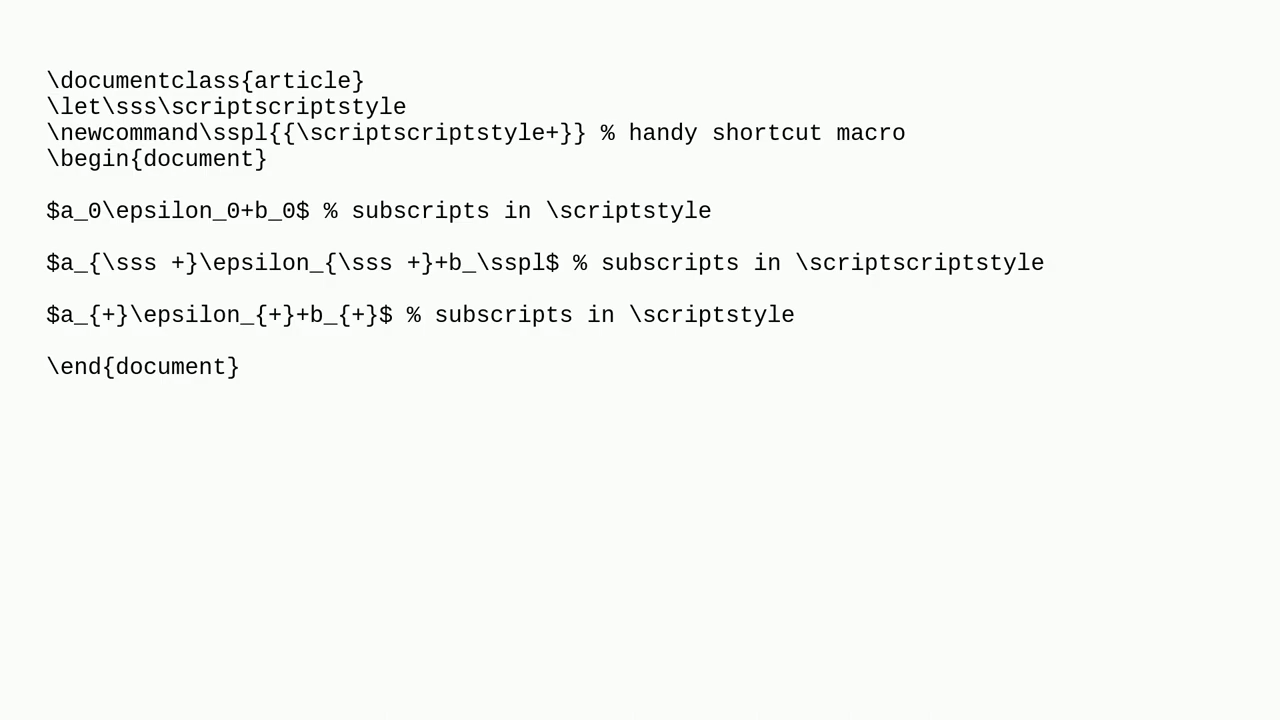 \documentclass{article}
\let\sss\scriptscriptstyle
\newcommand\sspl{{\scriptscriptstyle+}} % handy shortcut macro
\begin{document}
$a_0\epsilon_0+b_0$ % subscripts in \scriptstyle
$a_{\sss +}\epsilon_{\sss +}+b_\sspl$ % subscripts in \scriptscriptstyle
$a_{+}\epsilon_{+}+b_{+}$ % subscripts in \scriptstyle
\end{document}